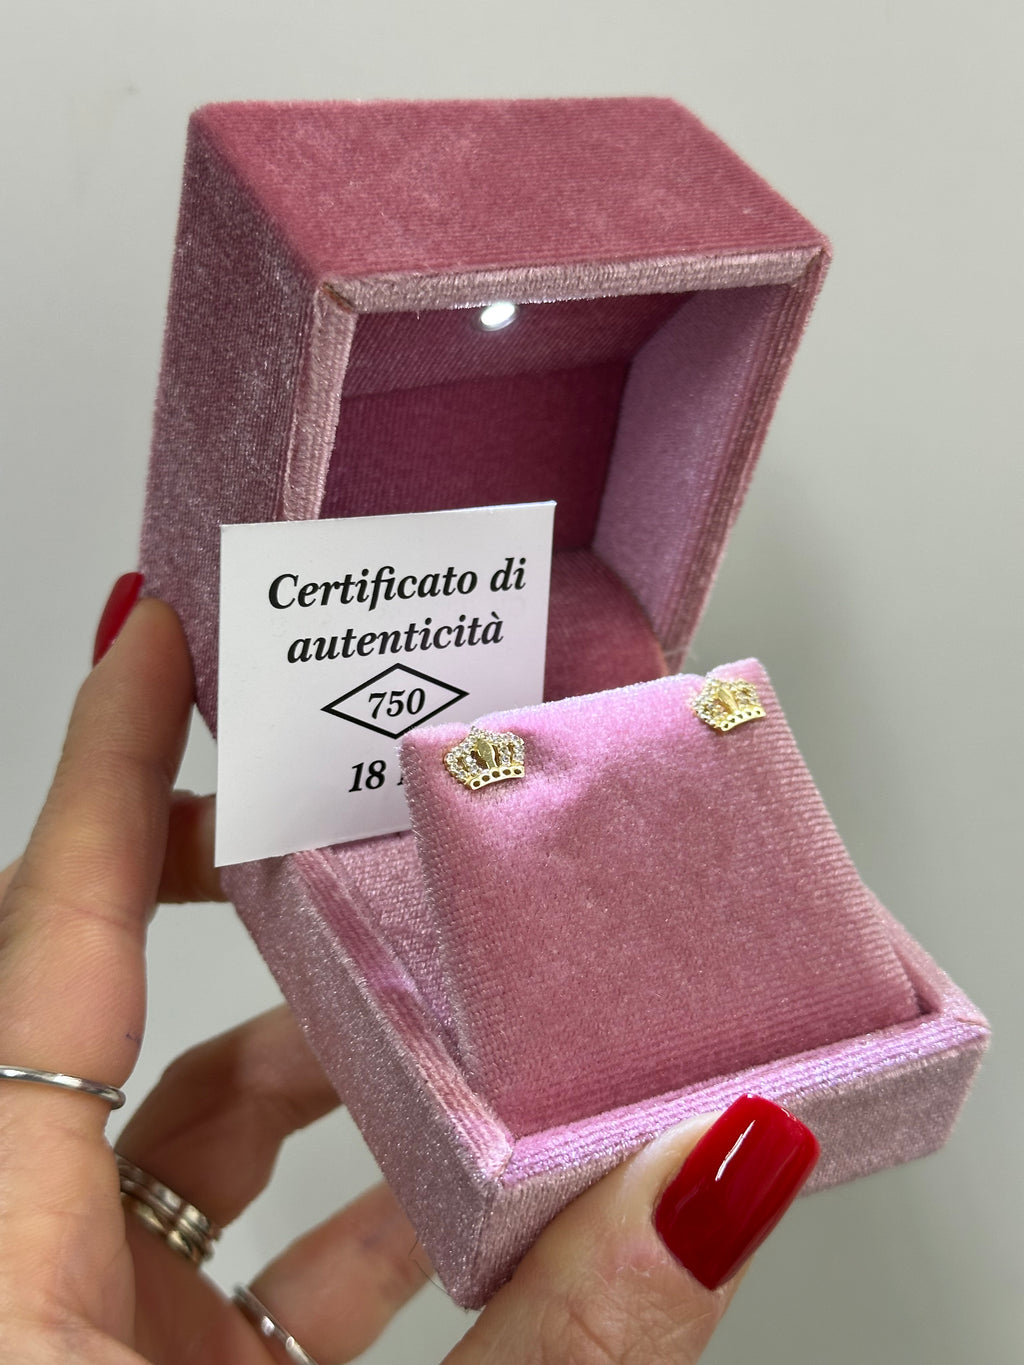 Certificato di
autenticità
750
18